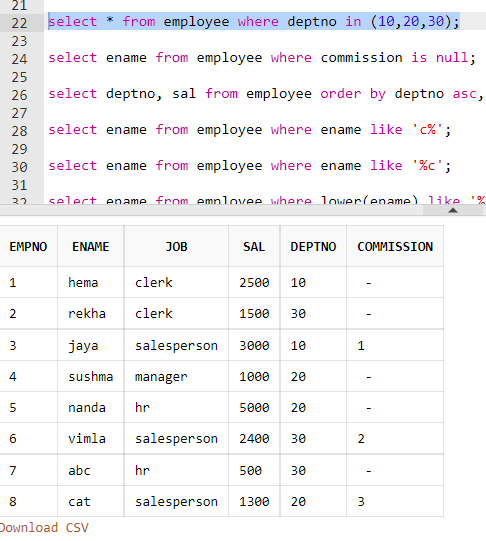 21
22 select * from employee where deptno in (10,20,30);
23
24 select ename from employee where commission is null;
25
26 select deptno, sal from employee order by deptno asc,
27
28 select ename from employee where ename like 'c%';
29
30 select ename from employee where ename like '%c';
31
32 select ename from employee where lower(ename) like '%
EMPNO ENAME JOB SAL DEPTNO COMMISSION
1 hema clerk 2500 10 -
2 rekha clerk 1500 30 -
3 jaya salesperson 3000 10 1
4 sushma manager 1000 20 -
5 nanda hr 5000 20 -
6 vimla salesperson 2400 30 2
7 abc hr 500 30 -
8 cat salesperson 1300 20 3
Download CSV